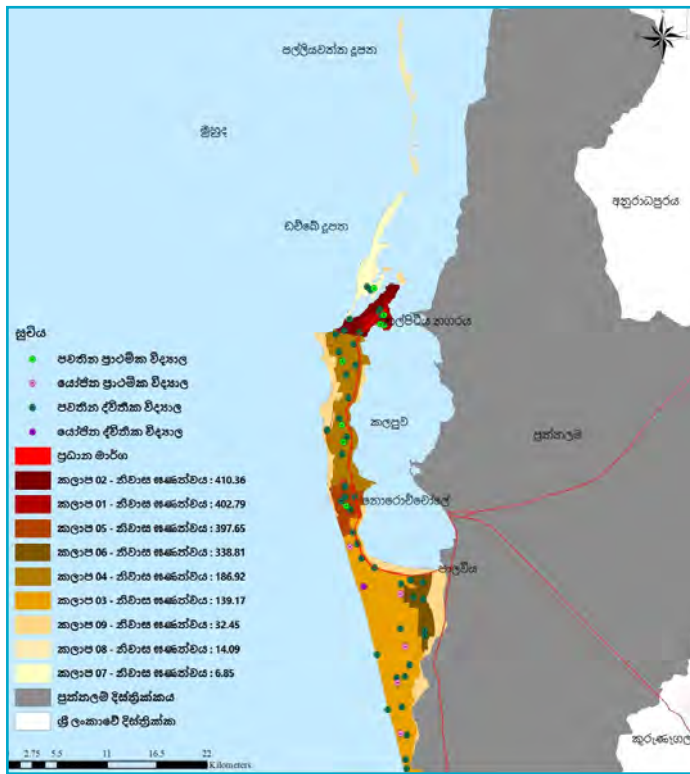 පල්ලියවත්ත දූපත
මුහුද
අනුරාධපුරය
ඩච්බේ දූපත
කල්පිටිය නගරය
කලපුව
පුත්තලම
නොරොච්චෝලේ
පාලවිය
කුරුණෑගල
සුචිය
පවතින ප්‍රාථමික විද්‍යාල
යෝජිත ප්‍රාථමික විද්‍යාල
පවතින ද්විතීක විද්‍යාල
යෝජිත ද්විතීක විද්‍යාල
ප්‍රධාන මාර්ග
කලාප 02 - නිවාස ඝණත්වය : 410.36
කලාප 01 - නිවාස ඝණත්වය : 402.79
කලාප 05 - නිවාස ඝණත්වය : 397.65
කලාප 06 - නිවාස ඝණත්වය : 338.81
කලාප 04 - නිවාස ඝණත්වය : 186.92
කලාප 03 - නිවාස ඝණත්වය : 139.17
කලාප 09 - නිවාස ඝණත්වය : 32.45
කලාප 08 - නිවාස ඝණත්වය : 14.09
කලාප 07 - නිවාස ඝණත්වය : 6.85
පුත්තලම දිස්ත්‍රික්කය
ශ්‍රී ලංකාවේ දිස්ත්‍රික්ක
2.75 5.5 11 16.5 22
Kilometers